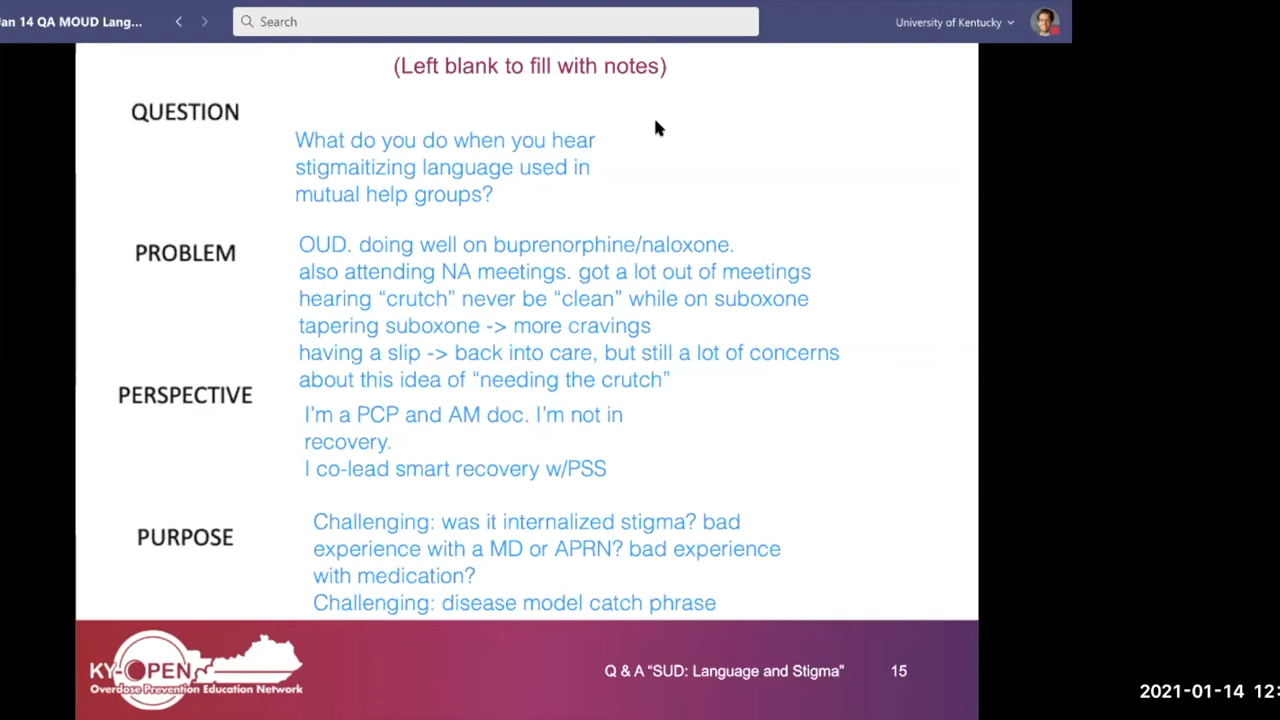 an 14 QA MOUD Lang...
Search
University of Kentucky
(Left blank to fill with notes)
QUESTION
What do you do when you hear
stigmaitizing language used in
mutual help groups?
PROBLEM
OUD. doing well on buprenorphine/naloxone.
also attending NA meetings. got a lot out of meetings
hearing “crutch” never be “clean” while on suboxone
tapering suboxone -> more cravings
having a slip -> back into care, but still a lot of concerns
about this idea of “needing the crutch”
PERSPECTIVE
I’m a PCP and AM doc. I’m not in
recovery.
I co-lead smart recovery w/PSS
PURPOSE
Challenging: was it internalized stigma? bad
experience with a MD or APRN? bad experience
with medication?
Challenging: disease model catch phrase
KY-OPEN
Overdose Prevention Education Network
Q & A “SUD: Language and Stigma”
15
2021-01-14 12: